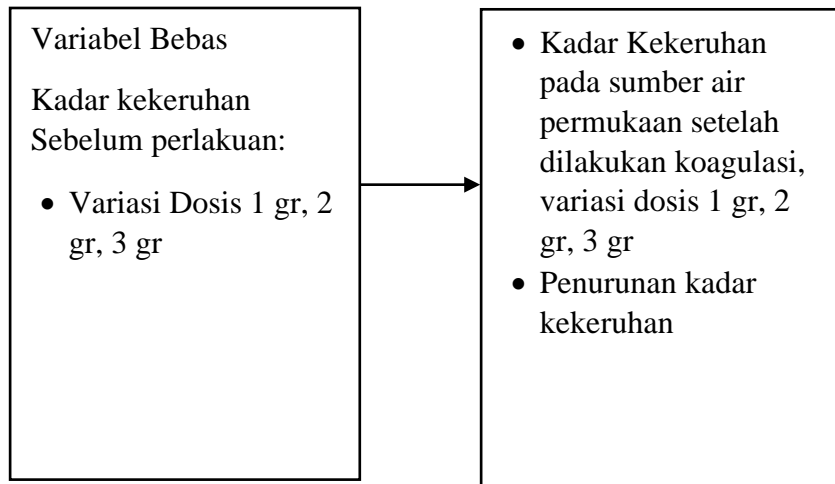 Variabel Bebas
Kadar kekeruhan
Sebelum perlakuan:
• Variasi Dosis 1 gr, 2
gr, 3 gr
• Kadar Kekeruhan
pada sumber air
permukaan setelah
dilakukan koagulasi,
variasi dosis 1 gr, 2
gr, 3 gr
• Penurunan kadar
kekeruhan